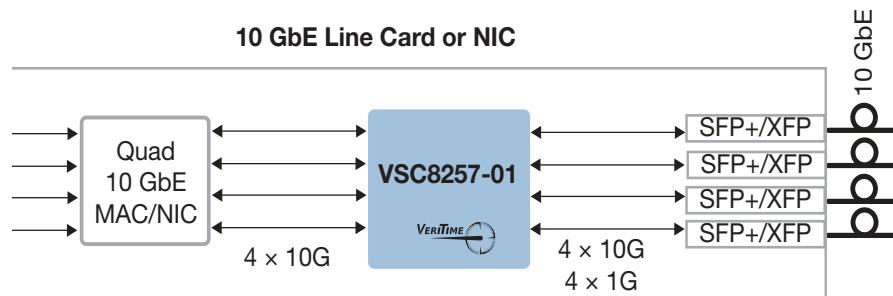 10 GbE Line Card or NIC
10 GbE
Quad
10 GbE
MAC/NIC
VSC8257-01
VERITIME
SFP+/XFP
SFP+/XFP
SFP+/XFP
SFP+/XFP
4 × 10G
4 × 10G
4 × 1G